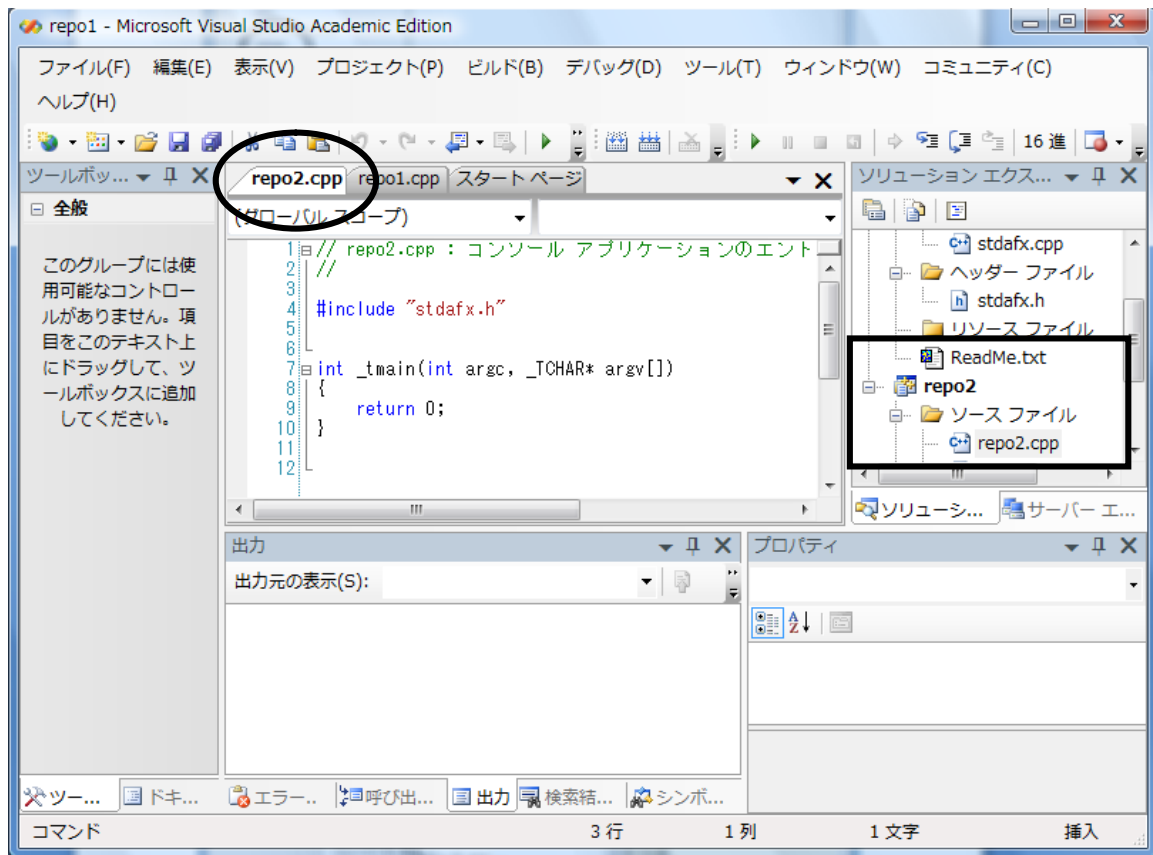 repo1 - Microsoft Visual Studio Academic Edition
ファイル(F) 編集(E) 表示(V) プロジェクト(P) ビルド(B) デバッグ(D) ツール(T) ウィンドウ(W) コミュニティ(C)
ヘルプ(H)
16 進
ツールボッ...
全般
このグループには使
用可能なコントロー
ルがありません。項
目をこのテキスト上
にドラッグして、ツ
ールボックスに追加
してください。
repo2.cpp repo1.cpp スタート ページ
(グローバル スコープ)
1 // repo2.cpp : コンソール アプリケーションのエント
2 //
3
4 #include "stdafx.h"
5
6
7 int _tmain(int argc, _TCHAR* argv[])
8 {
9 return 0;
10 }
11
12
ソリューション エクス...
stdafx.cpp
ヘッダー ファイル
stdafx.h
リソース ファイル
ReadMe.txt
repo2
ソース ファイル
repo2.cpp
ソリューシ... サーバー エ...
出力
出力元の表示(S):
プロパティ
ツー... ドキ... エラー.. 呼び出... 出力 検索結... シンボ...
コマンド 3 行 1 列 1 文字 挿入